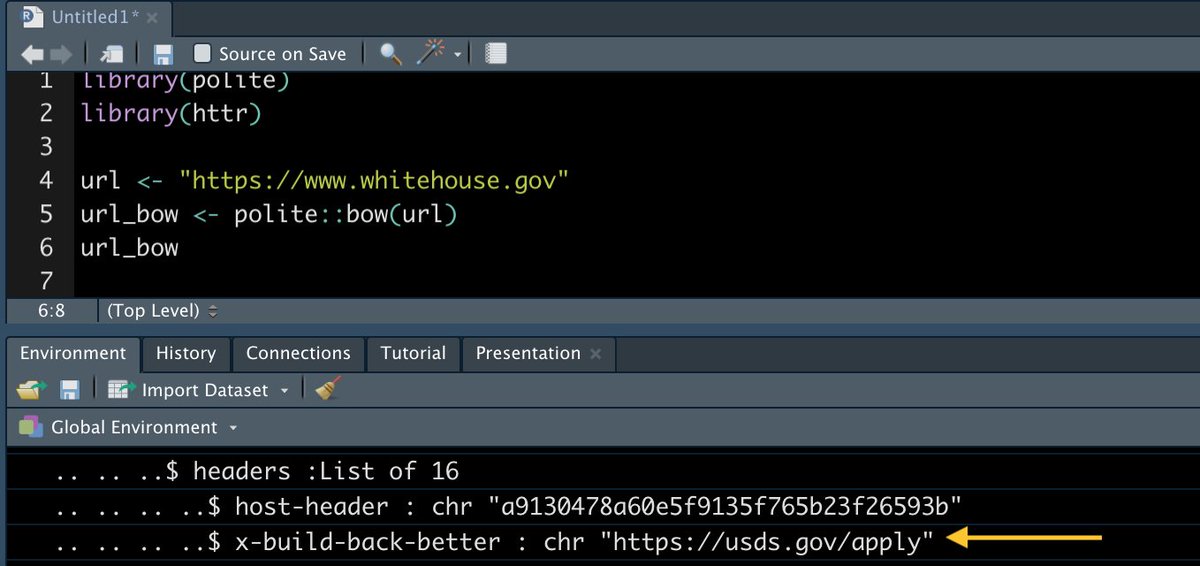 Untitled1*
Source on Save
1 library(polite)
2 library(httr)
3
4 url <- "https://www.whitehouse.gov"
5 url_bow <- polite::bow(url)
6 url_bow
7
6:8 (Top Level)
Environment History Connections Tutorial Presentation
Import Dataset
Global Environment
.. .. ..$ headers :List of 16
.. .. .. ..$ host-header : chr "a9130478a60e5f9135f765b23f26593b"
.. .. .. ..$ x-build-back-better : chr "https://usds.gov/apply"